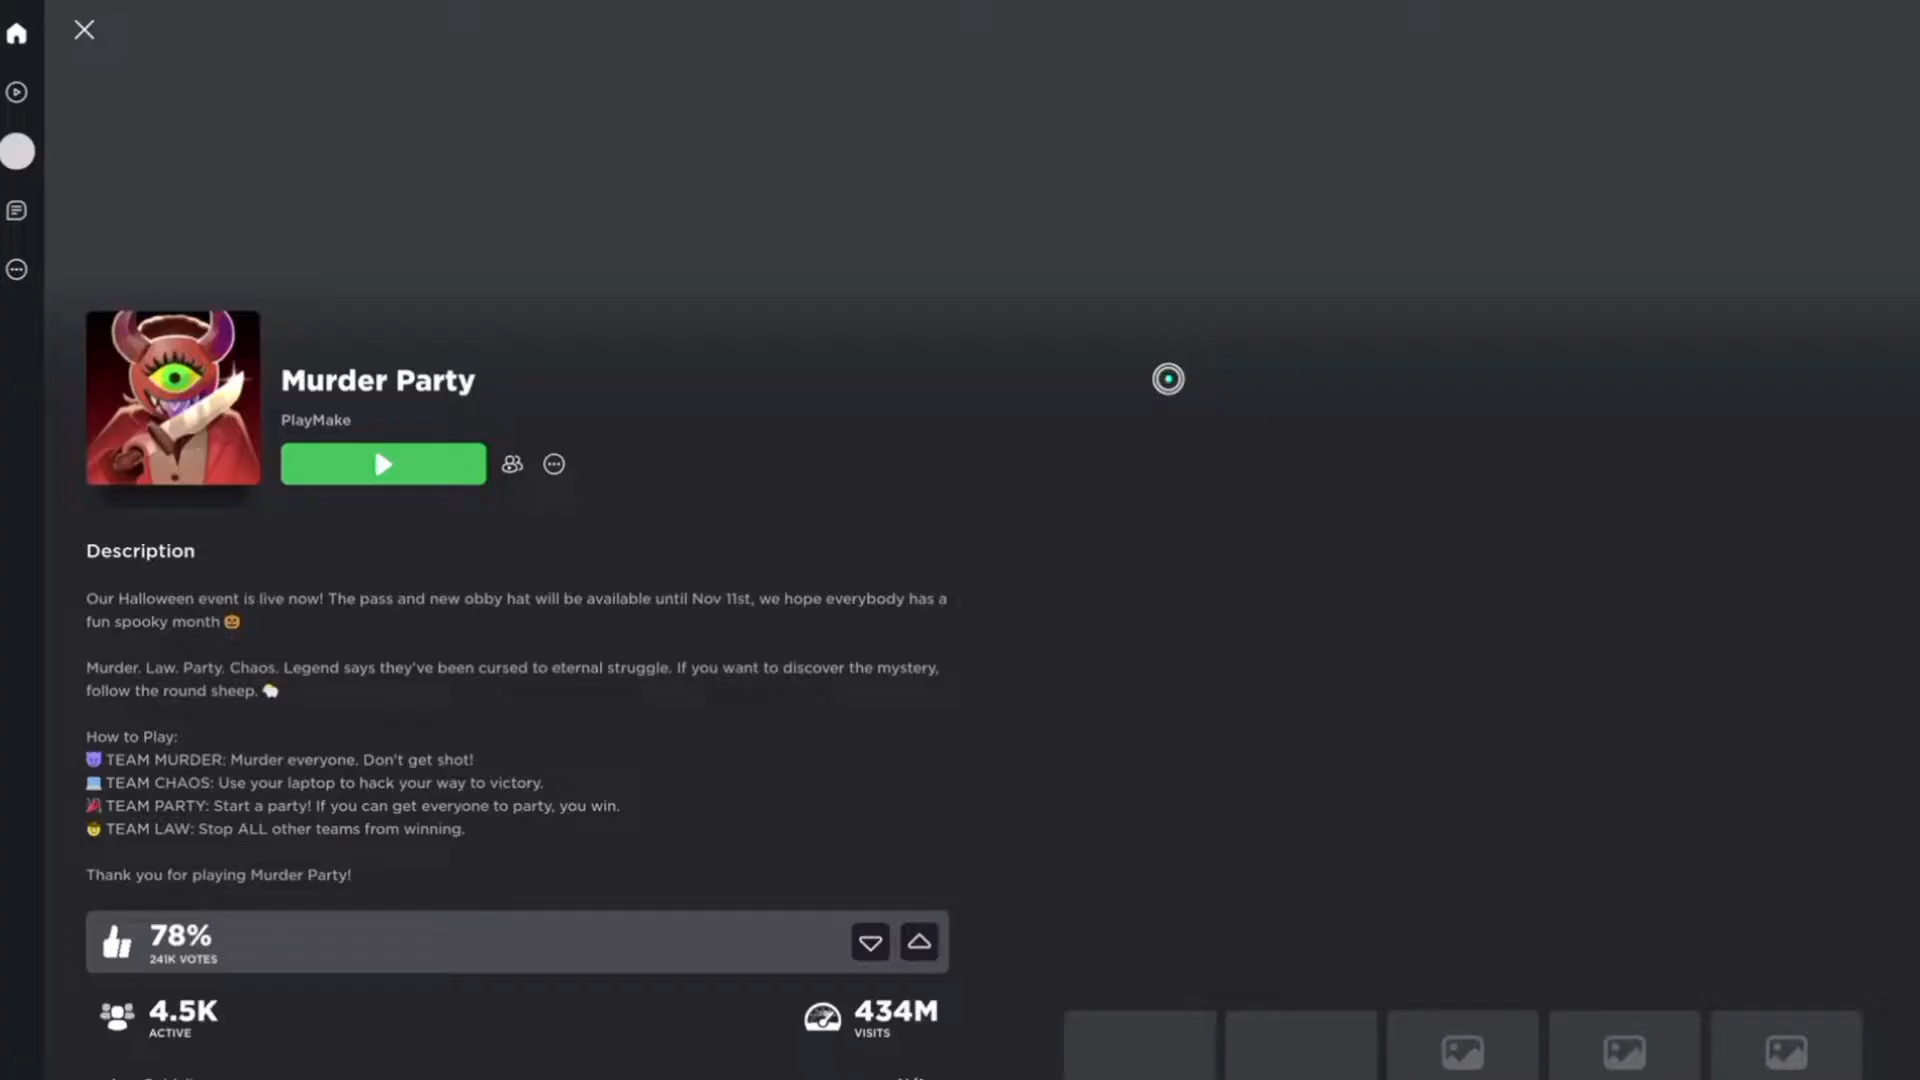 Murder Party
PlayMake
Description
Our Halloween event is live now! The pass and new obby hat will be available until Nov 11st, we hope everybody has a
fun spooky month 🎃
Murder. Law. Party. Chaos. Legend says they've been cursed to eternal struggle. If you want to discover the mystery,
follow the round sheep. 🐑
How to Play:
😈 TEAM MURDER: Murder everyone. Don't get shot!
💻 TEAM CHAOS: Use your laptop to hack your way to victory.
🎉 TEAM PARTY: Start a party! If you can get everyone to party, you win.
🤠 TEAM LAW: Stop ALL other teams from winning.
Thank you for playing Murder Party!
78%
241K VOTES
4.5K
ACTIVE
434M
VISITS